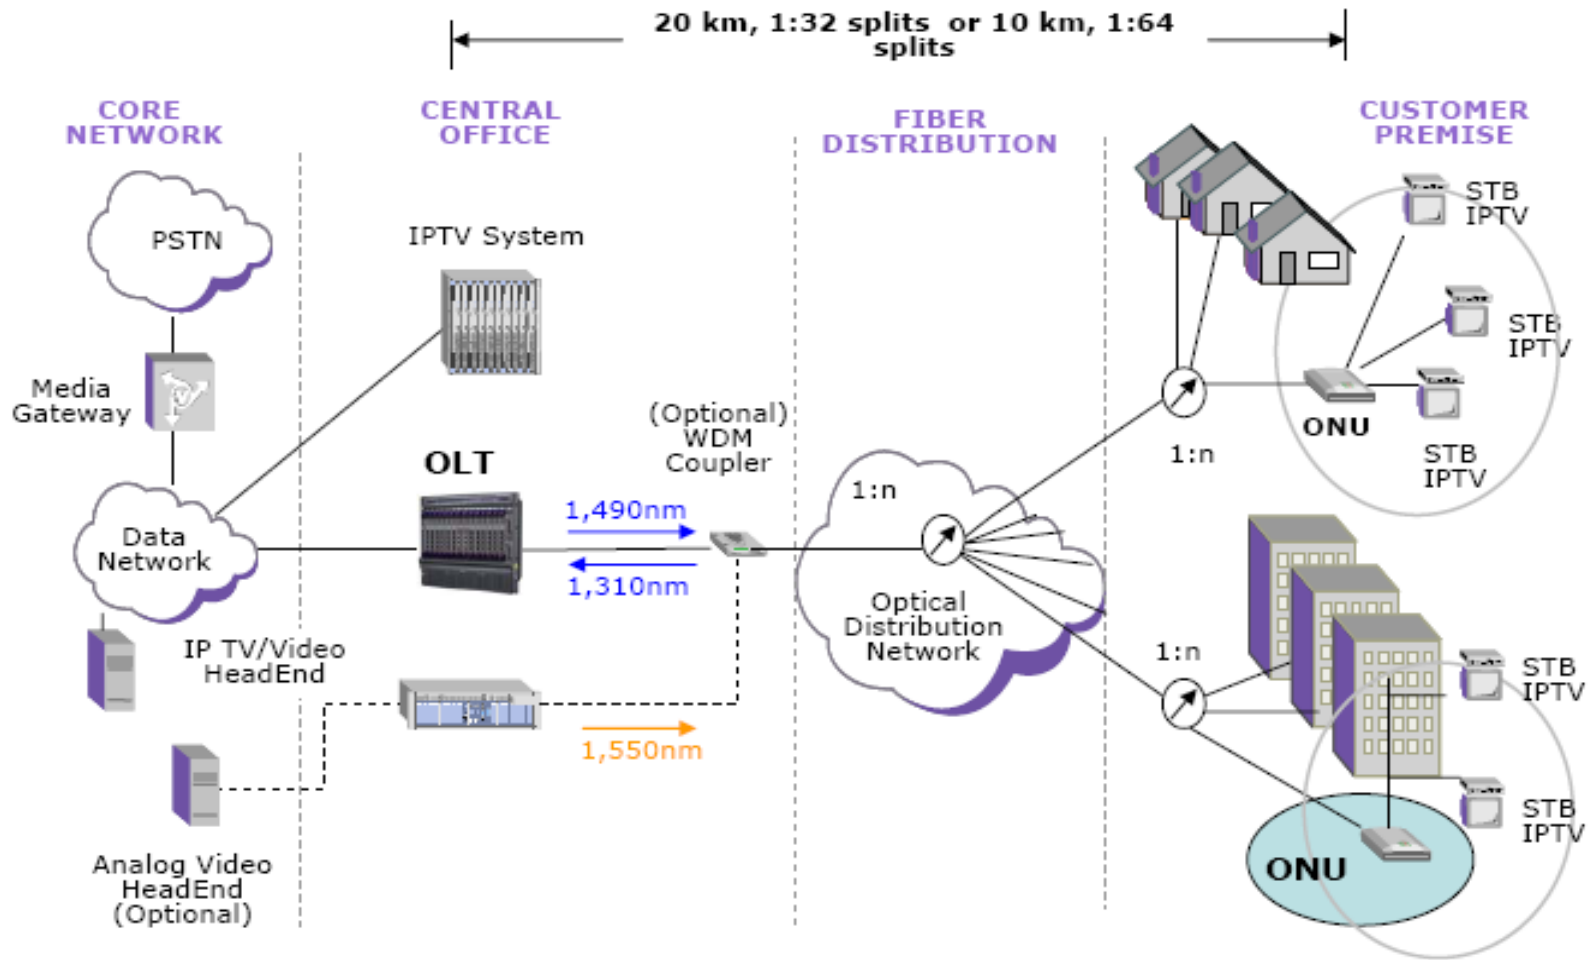 20 km, 1:32 splits or 10 km, 1:64
splits
CORE
NETWORK
CENTRAL
OFFICE
FIBER
DISTRIBUTION
CUSTOMER
PREMISE
PSTN
IPTV System
Media
Gateway
(Optional)
WDM
Coupler
OLT
1,490nm
1,310nm
Data
Network
IP TV/Video
HeadEnd
1,550nm
Analog Video
HeadEnd
(Optional)
1:n
Optical
Distribution
Network
1:n
ONU
STB
IPTV
STB
IPTV
STB
IPTV
1:n
STB
IPTV
STB
IPTV
ONU